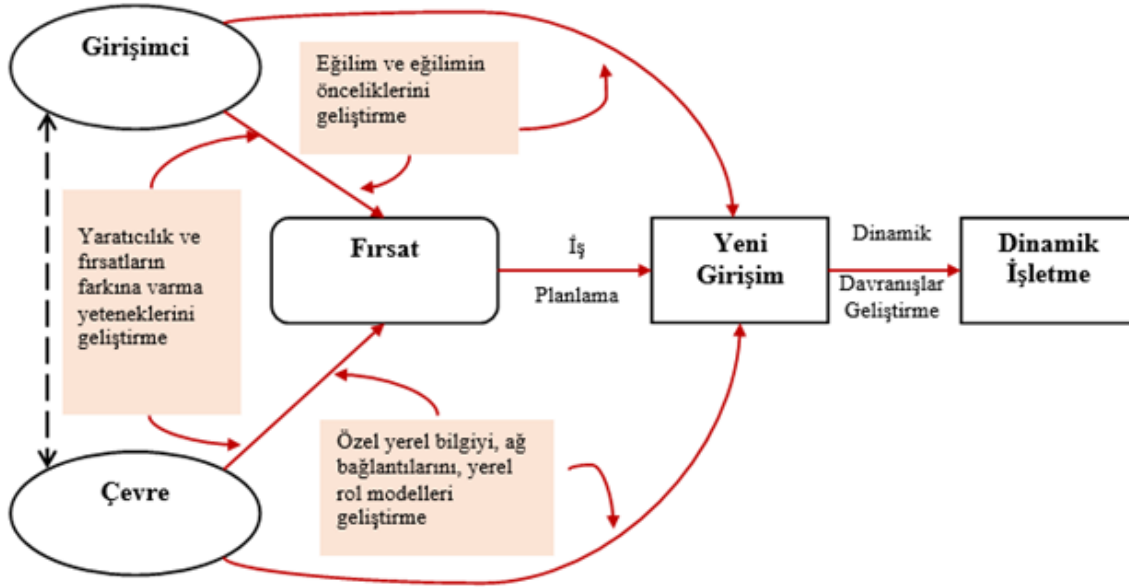 Girişimci
Eğilim ve eğilimin
önceliklerini
geliştirme
Yaratıcılık ve
fırsatların
farkına varma
yeteneklerini
geliştirme
Fırsat
İş
Planlama
Yeni
Girişim
Dinamik
Davranışlar
Geliştirme
Dinamik
İşletme
Özel yerel bilgiyi, ağ
bağlantılarını, yerel
rol modelleri
geliştirme
Çevre